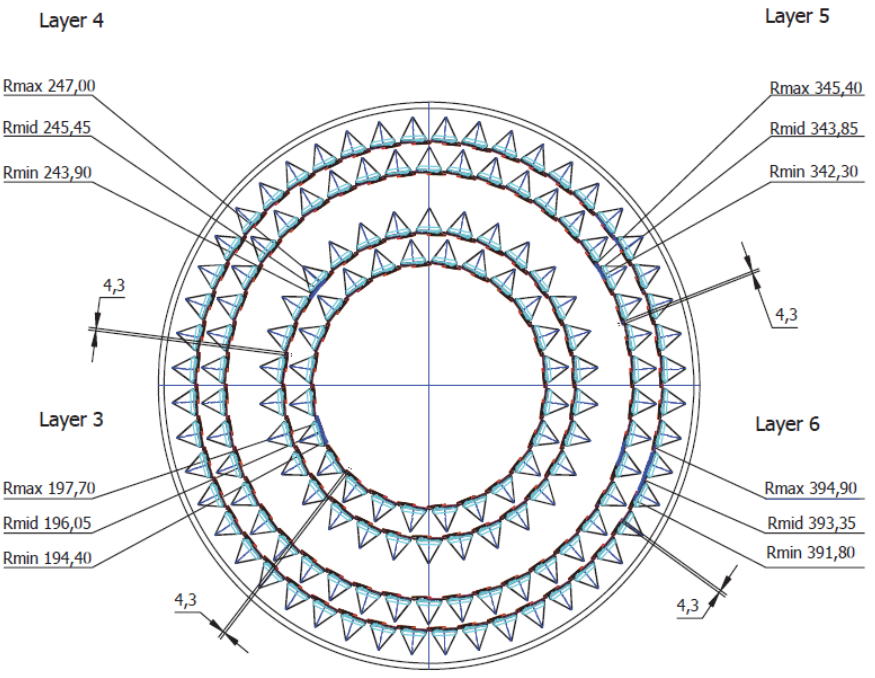 Layer 4
Layer 5
Rmax 247,00
Rmid 245,45
Rmin 243,90
Rmax 345,40
Rmid 343,85
Rmin 342,30
4,3
4,3
Layer 3
Layer 6
Rmax 197,70
Rmid 196,05
Rmin 194,40
Rmax 394,90
Rmid 393,35
Rmin 391,80
4,3
4,3